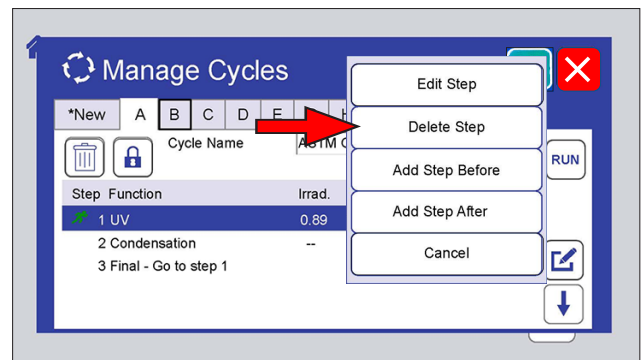 Manage Cycles
*New A B C D E
Cycle Name ASTM
Step Function Irrad.
1 UV 0.89
2 Condensation --
3 Final - Go to step 1
Edit Step
Delete Step
Add Step Before
Add Step After
Cancel
RUN